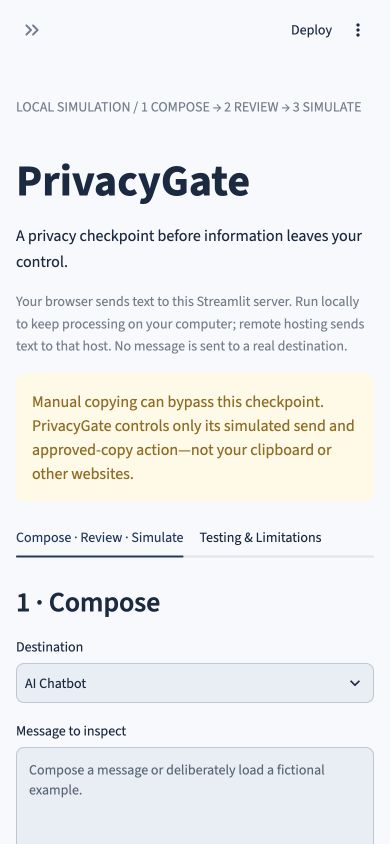 Deploy
LOCAL SIMULATION / 1 COMPOSE → 2 REVIEW → 3 SIMULATE
PrivacyGate
A privacy checkpoint before information leaves your
control.
Your browser sends text to this Streamlit server. Run locally
to keep processing on your computer; remote hosting sends
text to that host. No message is sent to a real destination.
Manual copying can bypass this checkpoint.
PrivacyGate controls only its simulated send and
approved-copy action—not your clipboard or
other websites.
Compose · Review · Simulate Testing & Limitations
1 · Compose
Destination
AI Chatbot
Message to inspect
Compose a message or deliberately load a fictional
example.